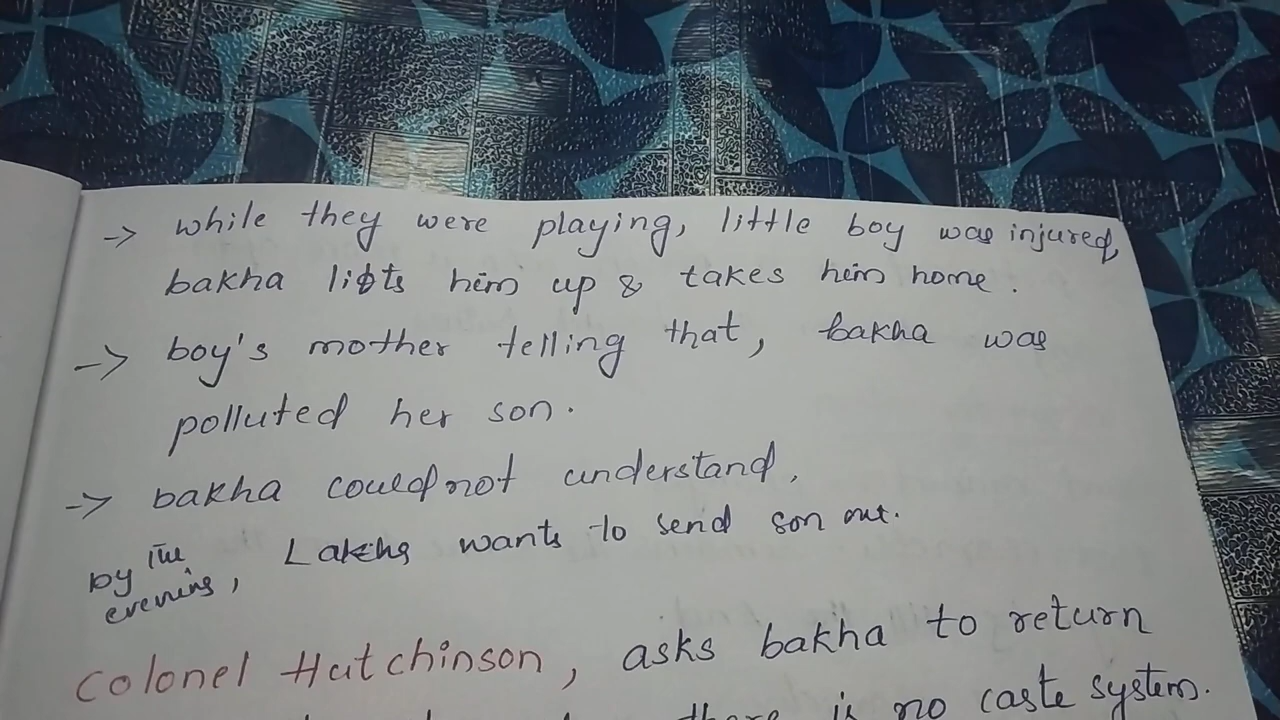 -> while they were playing, little boy was injured,
bakha lifts him up & takes him home.
-> boy's mother telling that, bakha was
polluted her son.
-> bakha could not understand.
by the evening, Lakha wants to send son out.
Colonel Hutchinson, asks bakha to return
there is no caste system.